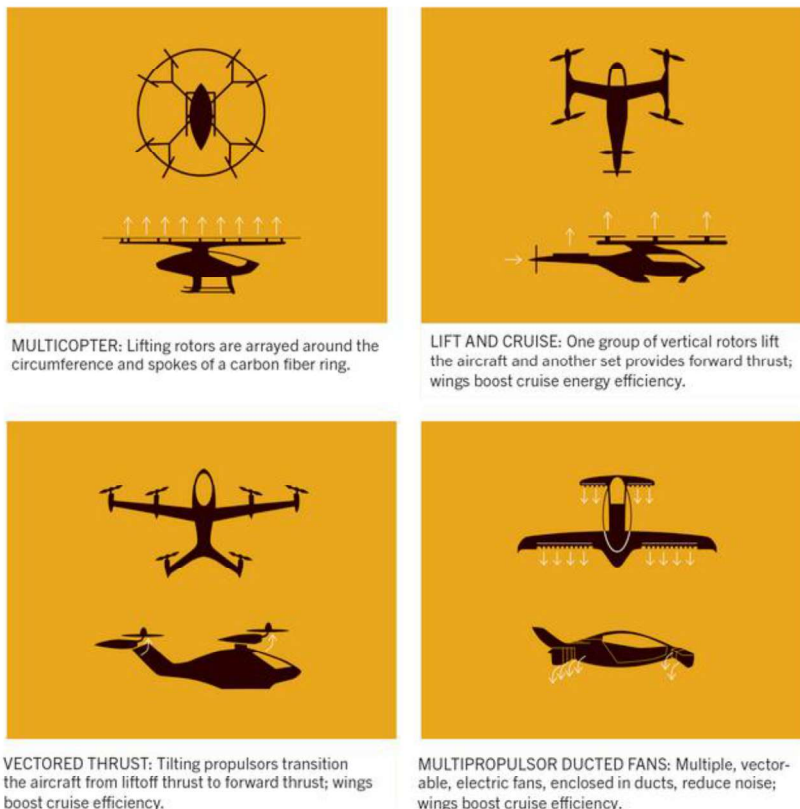 MULTICOPTER: Lifting rotors are arrayed around the
circumference and spokes of a carbon fiber ring.
LIFT AND CRUISE: One group of vertical rotors lift
the aircraft and another set provides forward thrust;
wings boost cruise energy efficiency.
VECTORED THRUST: Tilting propulsors transition
the aircraft from liftoff thrust to forward thrust; wings
boost cruise efficiency.
MULTIPROPULSOR DUCTED FANS: Multiple, vector-
able, electric fans, enclosed in ducts, reduce noise;
wings boost cruise efficiency.